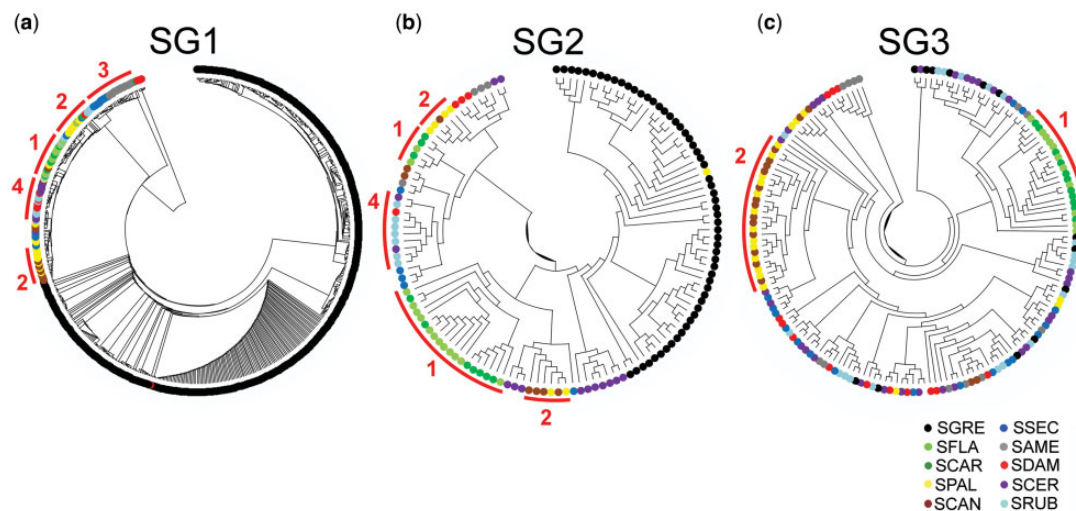 (a)
SG1
3
2
1
4
2
(b)
SG2
2
1
4
1
2
(c)
SG3
1
2
SGRE SSEC
SFLA SAME
SCAR SDAM
SPAL SCER
SCAN SRUB